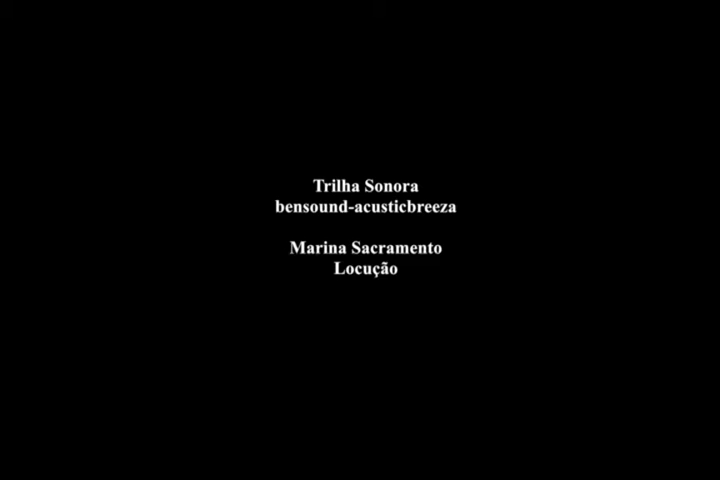 Trilha Sonora
bensound-acusticbreeza
Marina Sacramento
Locução